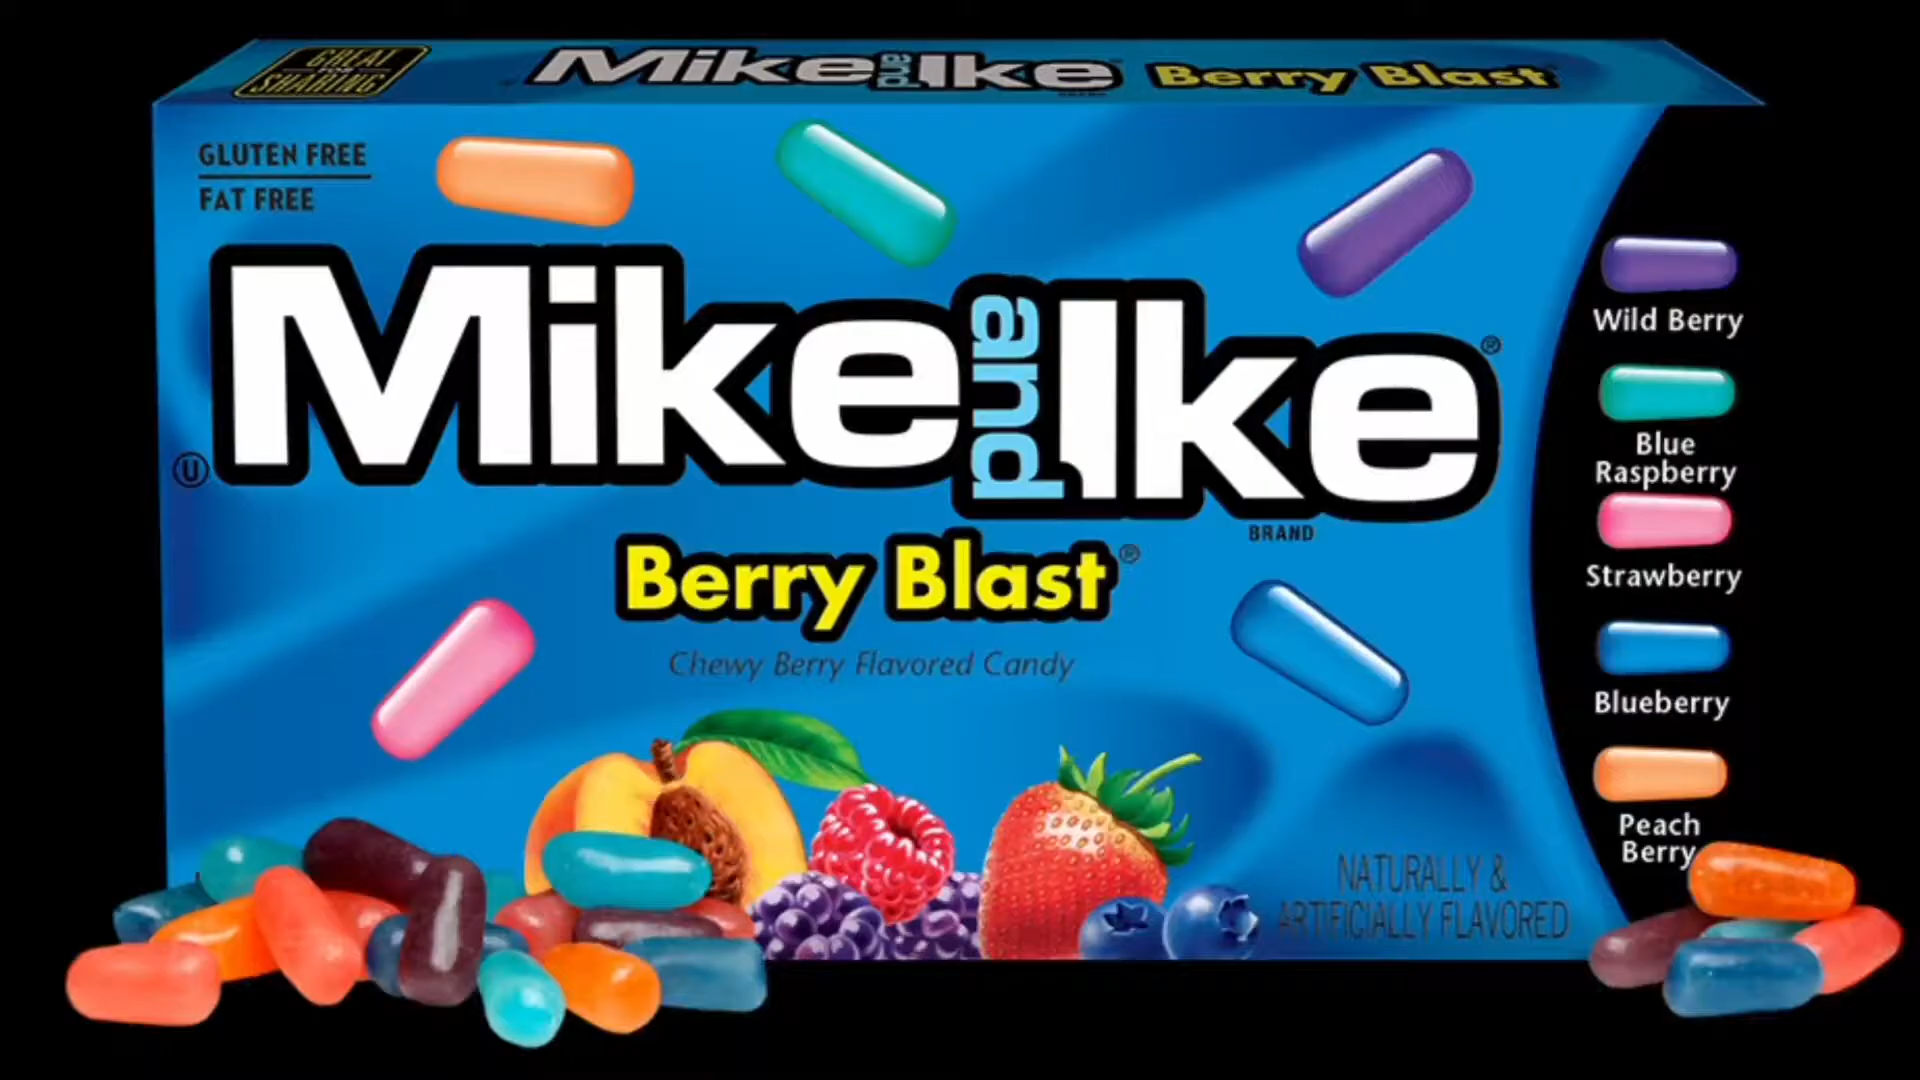 GREAT
FOR
SHARING
Mike and Ike Berry Blast
GLUTEN FREE
FAT FREE
Mike and Ike®
U
BRAND
Berry Blast®
Chewy Berry Flavored Candy
NATURALLY &
ARTIFICIALLY FLAVORED
Wild Berry
Blue
Raspberry
Strawberry
Blueberry
Peach
Berry